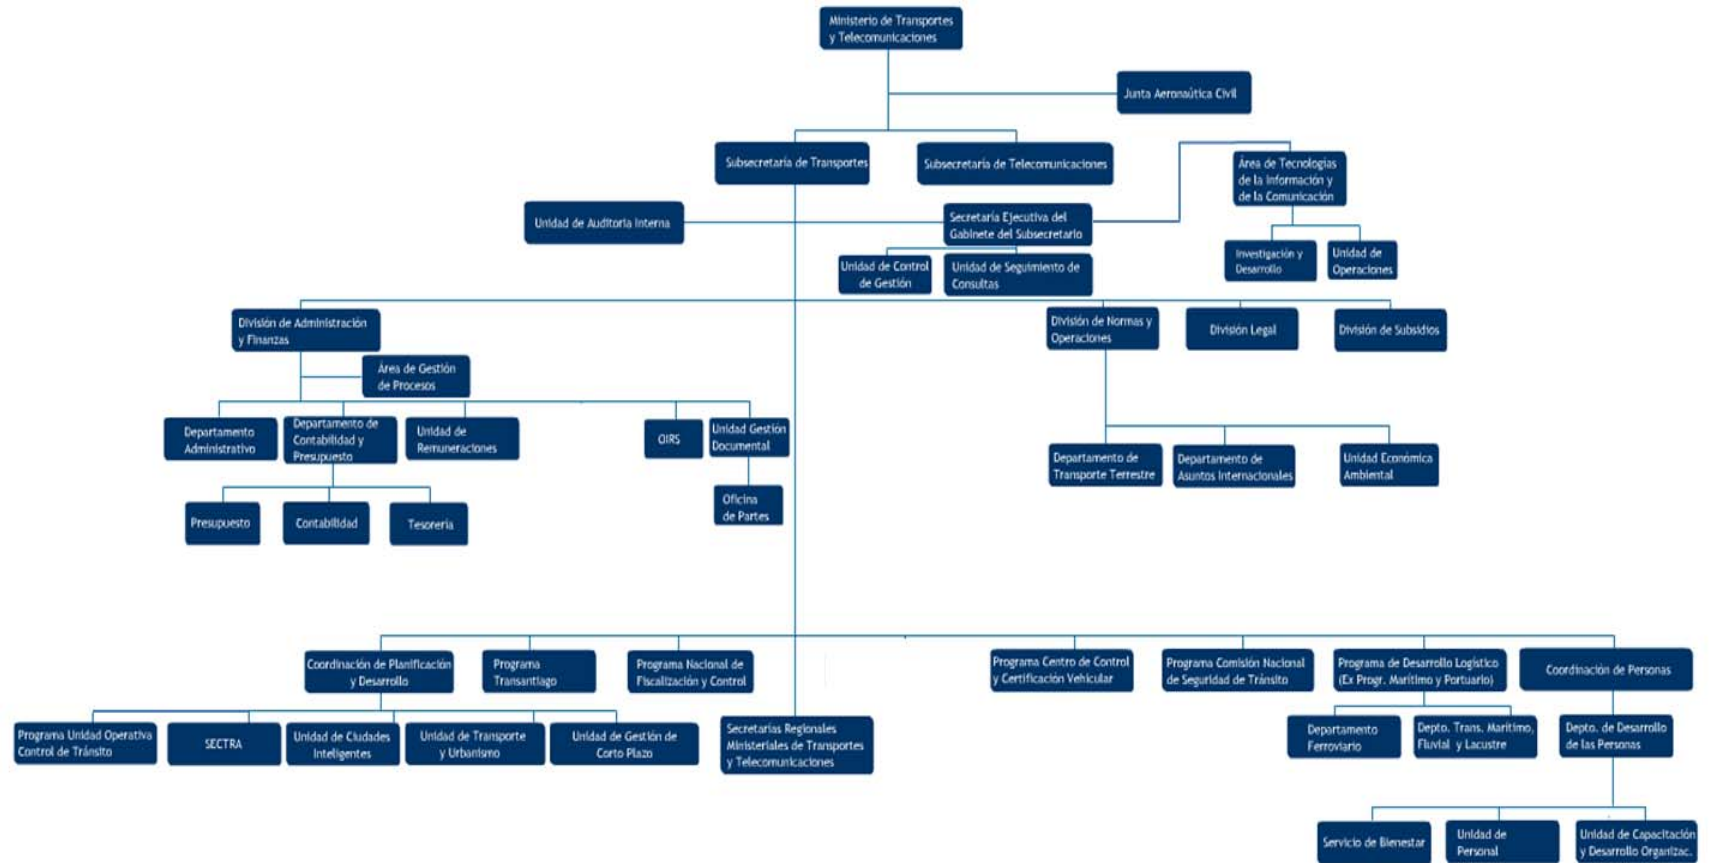 Ministerio de Transportes
y Telecomunicaciones
Junta Aeronaútica Civil
Subsecretaría de Transportes
Subsecretaría de Telecomunicaciones
Área de Tecnologías
de la Información y
de la Comunicación
Unidad de Auditoria Interna
Secretaría Ejecutiva del
Gabinete del Subsecretario
Investigación y
Desarrollo
Unidad de
Operaciones
Unidad de Control
de Gestión
Unidad de Seguimiento de
Consultas
División de Administración
y Finanzas
División de Normas y
Operaciones
División Legal
División de Subsidios
Área de Gestión
de Procesos
Departamento
Administrativo
Departamento de
Contabilidad y
Presupuesto
Unidad de
Remuneraciones
OIRS
Unidad Gestión
Documental
Departamento de
Transporte Terrestre
Departamento de
Asuntos Internacionales
Unidad Económica
Ambiental
Presupuesto
Contabilidad
Tesorería
Oficina
de Partes
Coordinación de Planificación
y Desarrollo
Programa
Transantiago
Programa Nacional de
Fiscalización y Control
Programa Centro de Control
y Certificación Vehicular
Programa Comisión Nacional
de Seguridad de Tránsito
Programa de Desarrollo Logístico
(Ex Progr. Marítimo y Portuario)
Coordinación de Personas
Programa Unidad Operativa
Control de Tránsito
SECTRA
Unidad de Ciudades
Inteligentes
Unidad de Transporte
y Urbanismo
Unidad de Gestión de
Corto Plazo
Secretarías Regionales
Ministeriales de Transportes
y Telecomunicaciones
Departamento
Ferroviario
Depto. Trans. Marítimo,
Fluvial y Lacustre
Depto. de Desarrollo
de las Personas
Servicio de Bienestar
Unidad de
Personal
Unidad de Capacitación
y Desarrollo Organizac.